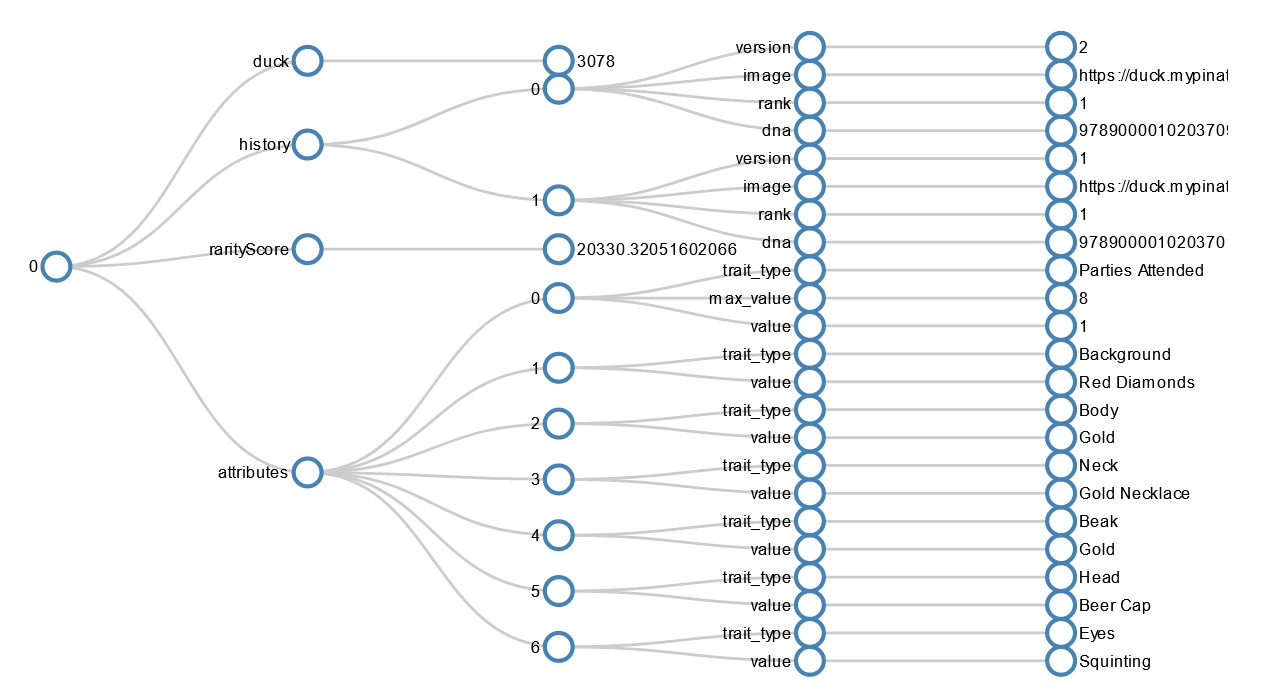 0
duck
3078
history
0
version
2
image
https://duck.mypinat
rank
1
dna
978900001020370
1
version
1
image
https://duck.mypinat
rank
1
dna
978900001020370
rarityScore
20330.32051602066
attributes
0
trait_type
Parties Attended
max_value
8
value
1
1
trait_type
Background
value
Red Diamonds
2
trait_type
Body
value
Gold
3
trait_type
Neck
value
Gold Necklace
4
trait_type
Beak
value
Gold
5
trait_type
Head
value
Beer Cap
6
trait_type
Eyes
value
Squinting